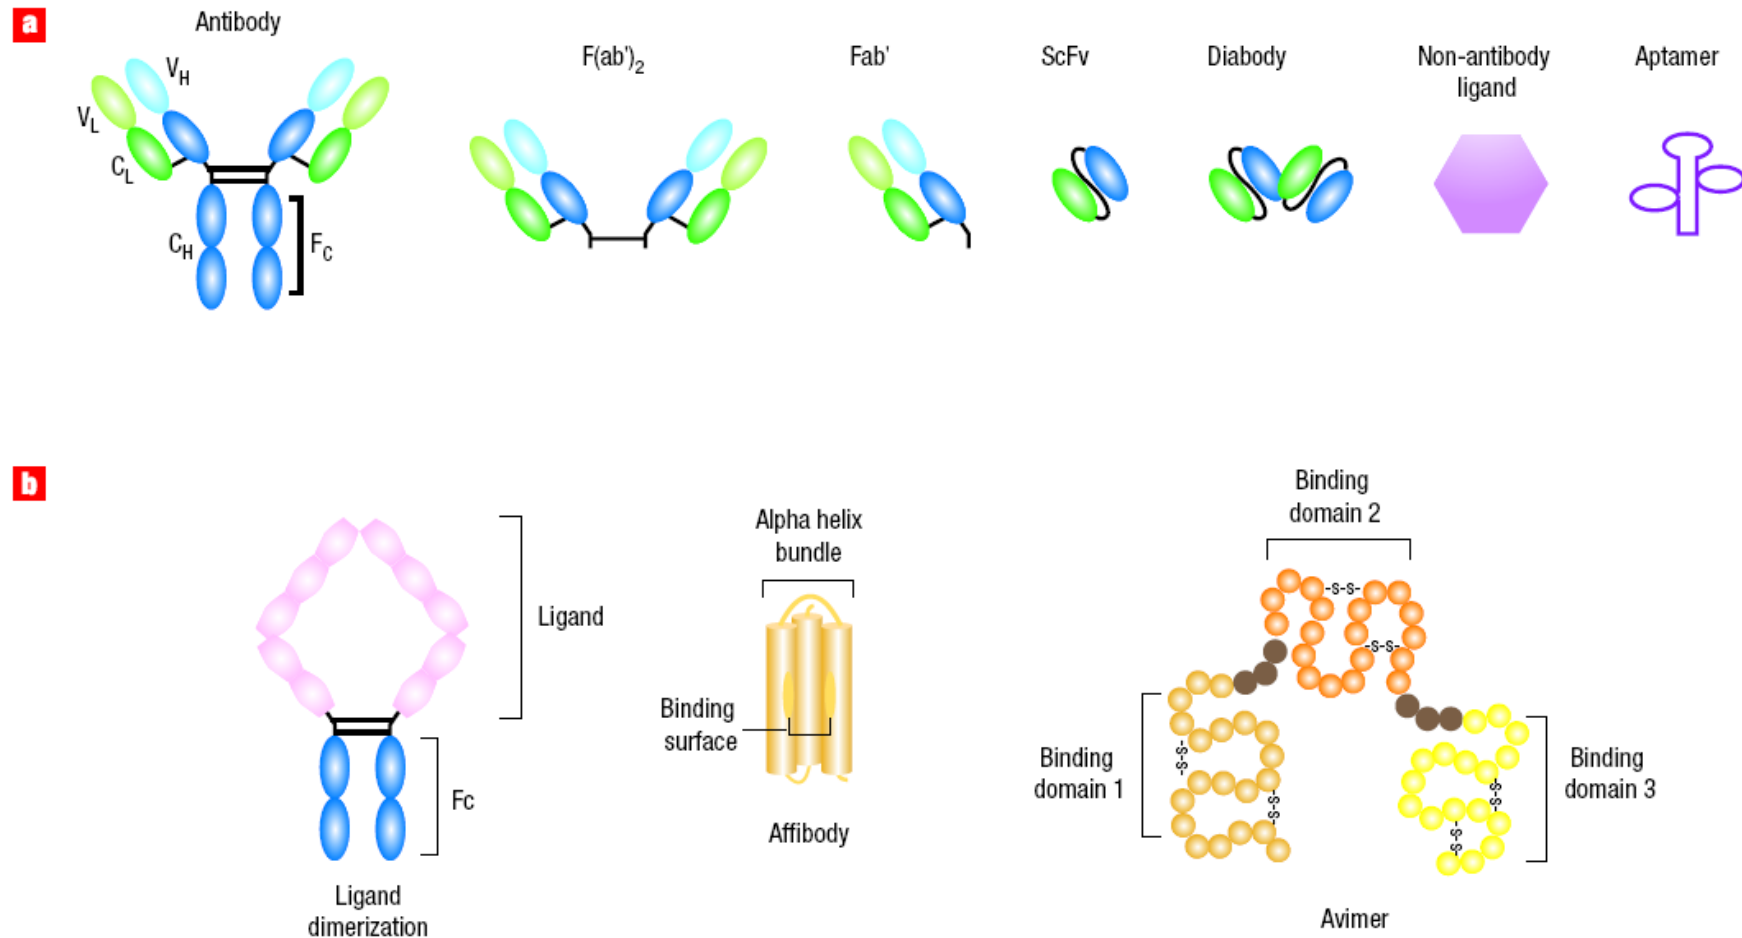 a
Antibody
F(ab')2
Fab'
ScFv
Diabody
Non-antibody
ligand
Aptamer
VH
VL
CL
CH
FC
b
Ligand
Fc
Ligand
dimerization
Alpha helix
bundle
Binding
surface
Affibody
Binding
domain 2
-s-s-
-s-s-
Binding
domain 1
-s-s-
-s-s-
Binding
domain 3
-s-s-
-s-s-
Avimer